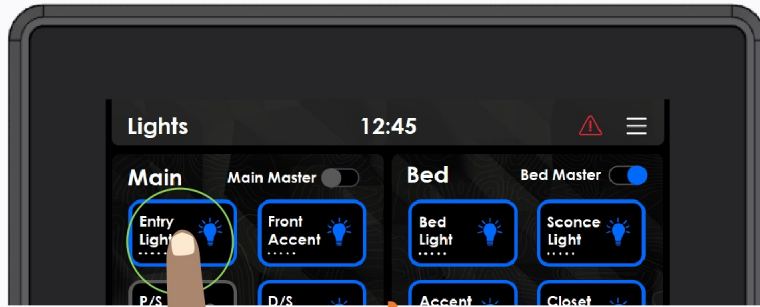 Lights 12:45
Main Main Master Bed Bed Master
Entry Light
Front Accent
Bed Light
Sconce Light
P/S
D/S
Accent
Closet